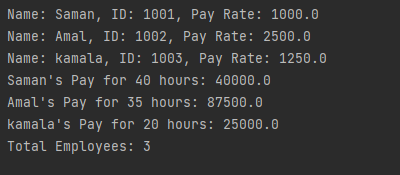 Name: Saman, ID: 1001, Pay Rate: 1000.0
Name: Amal, ID: 1002, Pay Rate: 2500.0
Name: kamala, ID: 1003, Pay Rate: 1250.0
Saman's Pay for 40 hours: 40000.0
Amal's Pay for 35 hours: 87500.0
kamala's Pay for 20 hours: 25000.0
Total Employees: 3